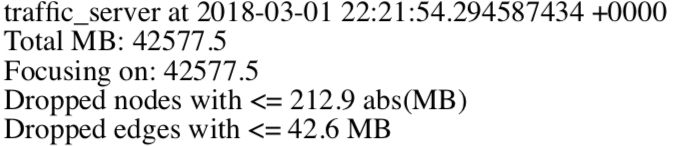 traffic_server at 2018-03-01 22:21:54.294587434 +0000
Total MB: 42577.5
Focusing on: 42577.5
Dropped nodes with <= 212.9 abs(MB)
Dropped edges with <= 42.6 MB